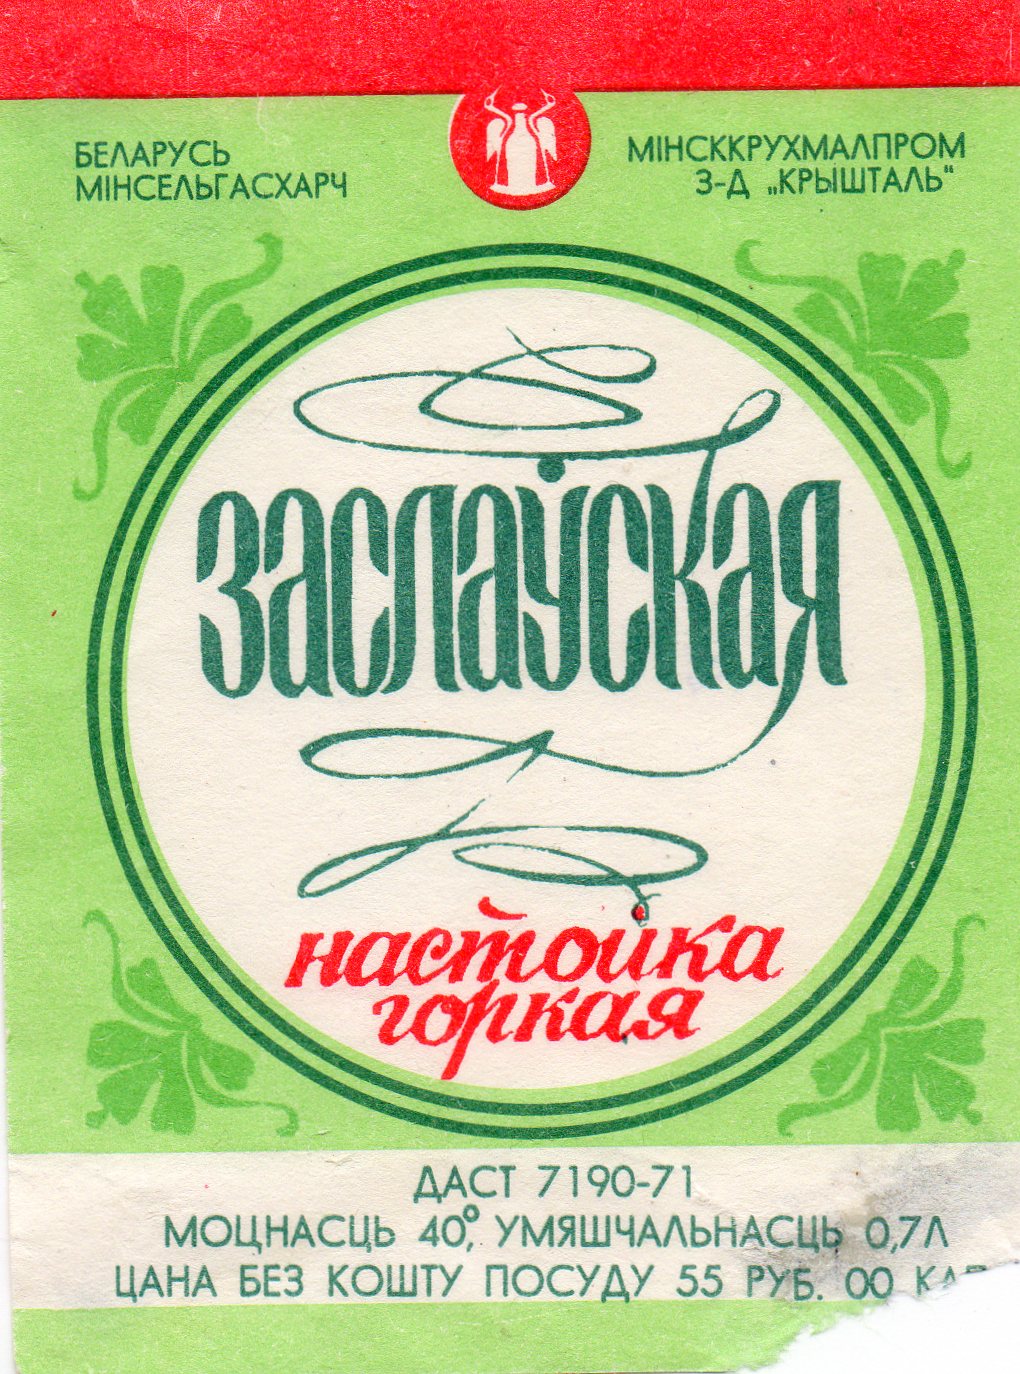 БЕЛАРУСЬ
МІНСЕЛЬГАСХАРЧ
МІНСККРУХМАЛПРОМ
З-Д „КРЫШТАЛЬ“
заслаўская
настойка
горкая
ДАСТ 7190-71
МОЦНАСЦЬ 40°, УМЯШЧАЛЬНАСЦЬ 0,7Л
ЦАНА БЕЗ КОШТУ ПОСУДУ 55 РУБ. 00